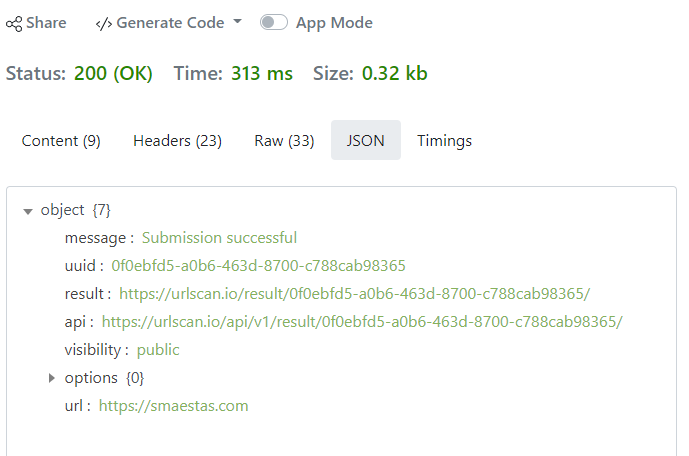 Share Generate Code App Mode
Status: 200 (OK) Time: 313 ms Size: 0.32 kb
Content (9) Headers (23) Raw (33) JSON Timings
object {7}
message : Submission successful
uuid : 0f0ebfd5-a0b6-463d-8700-c788cab98365
result : https://urlscan.io/result/0f0ebfd5-a0b6-463d-8700-c788cab98365/
api : https://urlscan.io/api/v1/result/0f0ebfd5-a0b6-463d-8700-c788cab98365/
visibility : public
options {0}
url : https://smaestas.com